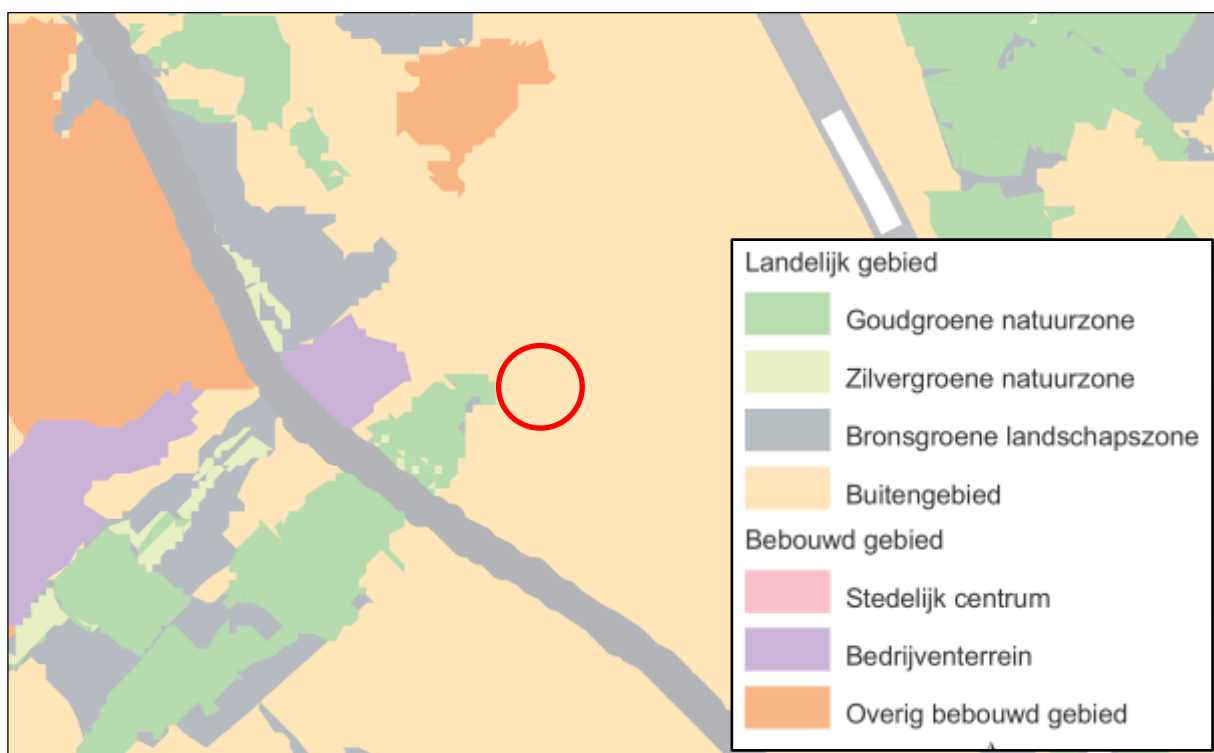 Landelijk gebied
Goudgroene natuurzone
Zilvergroene natuurzone
Bronsgroene landschapszone
Buitengebied
Bebouwd gebied
Stedelijk centrum
Bedrijventerrein
Overig bebouwd gebied